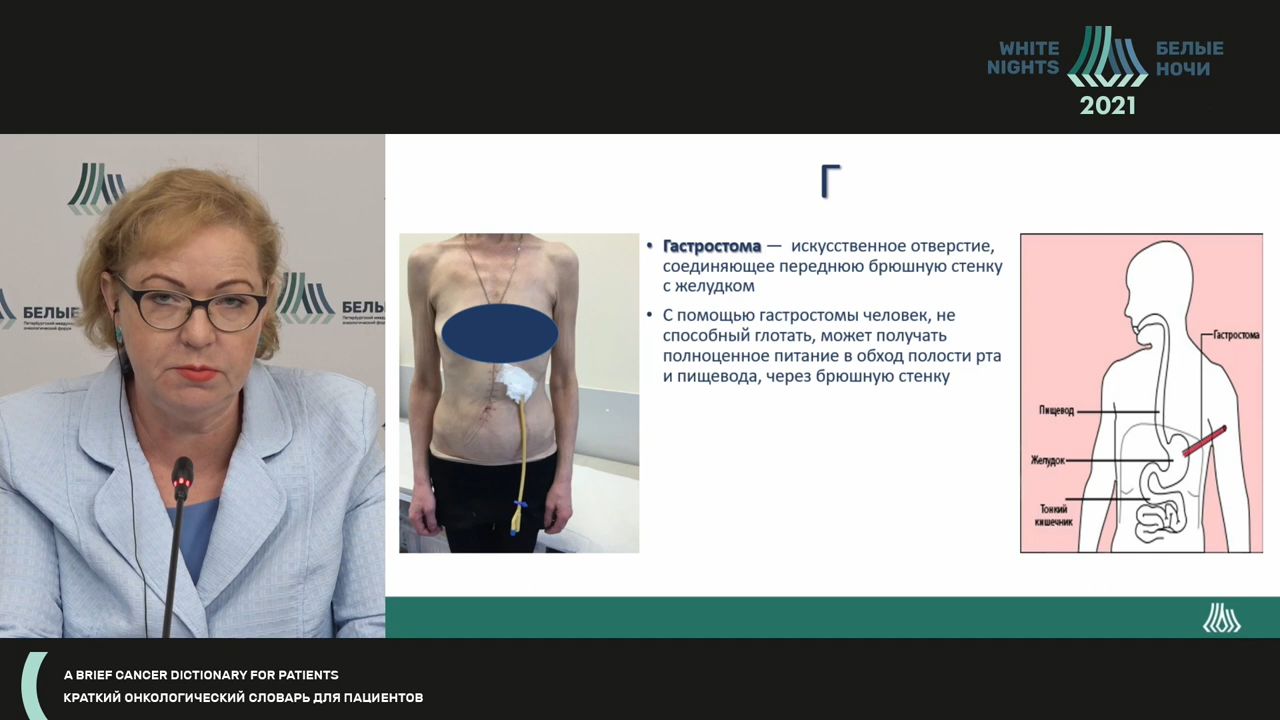 WHITE
NIGHTS
БЕЛЫЕ
НОЧИ
2021
БЕЛЫЕ
БЕЛЫ
Г
• Гастростома — искусственное отверстие,
соединяющее переднюю брюшную стенку
с желудком
• С помощью гастростомы человек, не
способный глотать, может получать
полноценное питание в обход полости рта
и пищевода, через брюшную стенку
Гастростома
Пищевод
Желудок
Тонкий
кишечник
A BRIEF CANCER DICTIONARY FOR PATIENTS
КРАТКИЙ ОНКОЛОГИЧЕСКИЙ СЛОВАРЬ ДЛЯ ПАЦИЕНТОВ